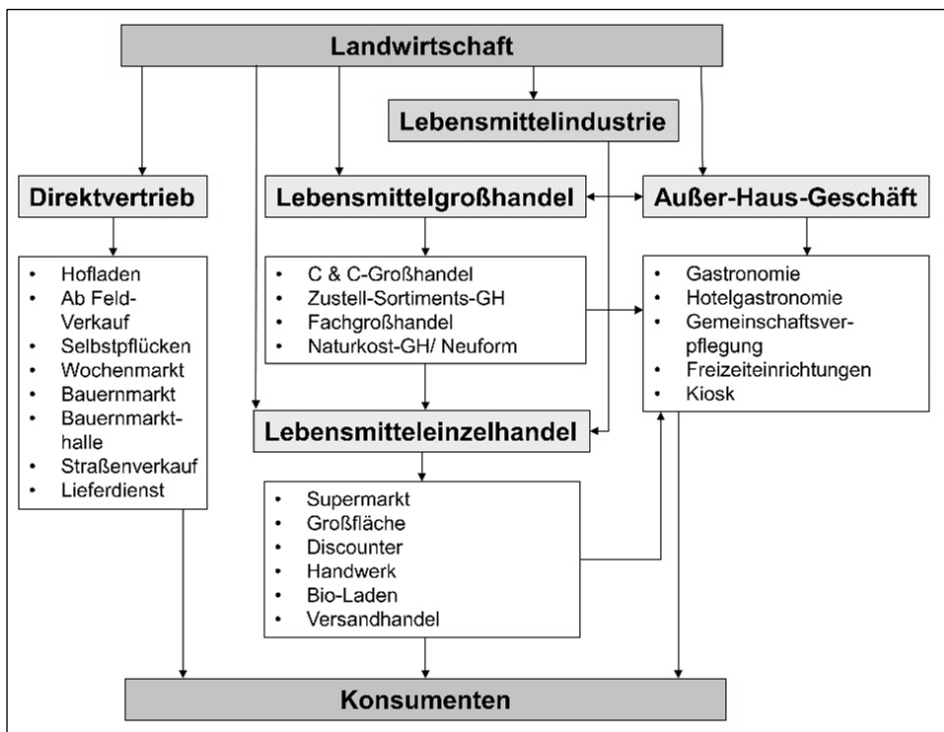 Landwirtschaft
Lebensmittelindustrie
Direktvertrieb
Lebensmittelgroßhandel
Außer-Haus-Geschäft
• Hofladen
• Ab Feld-
Verkauf
• Selbstpflücken
• Wochenmarkt
• Bauernmarkt
• Bauernmarkt-
halle
• Straßenverkauf
• Lieferdienst
• C & C-Großhandel
• Zustell-Sortiments-GH
• Fachgroßhandel
• Naturkost-GH/ Neuform
• Gastronomie
• Hotelgastronomie
• Gemeinschaftsver-
pflegung
• Freizeiteinrichtungen
• Kiosk
Lebensmitteleinzelhandel
• Supermarkt
• Großfläche
• Discounter
• Handwerk
• Bio-Laden
• Versandhandel
Konsumenten